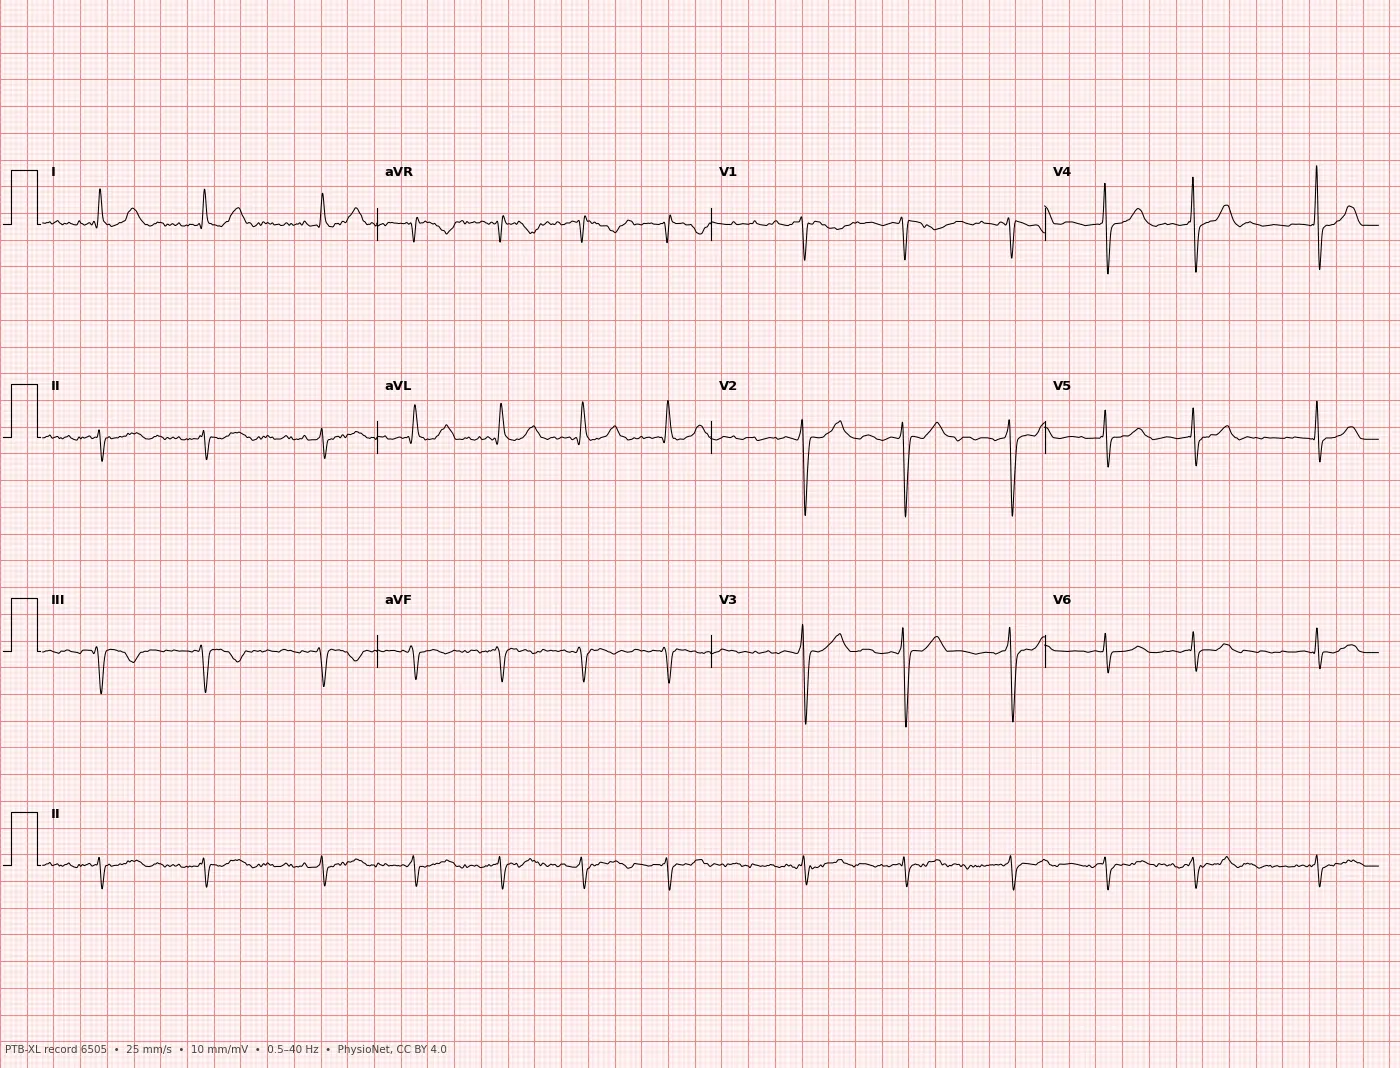 I aVR V1 V4
II aVL V2 V5
III aVF V3 V6
II
PTB-XL record 6505 • 25 mm/s • 10 mm/mV • 0.5–40 Hz • PhysioNet, CC BY 4.0